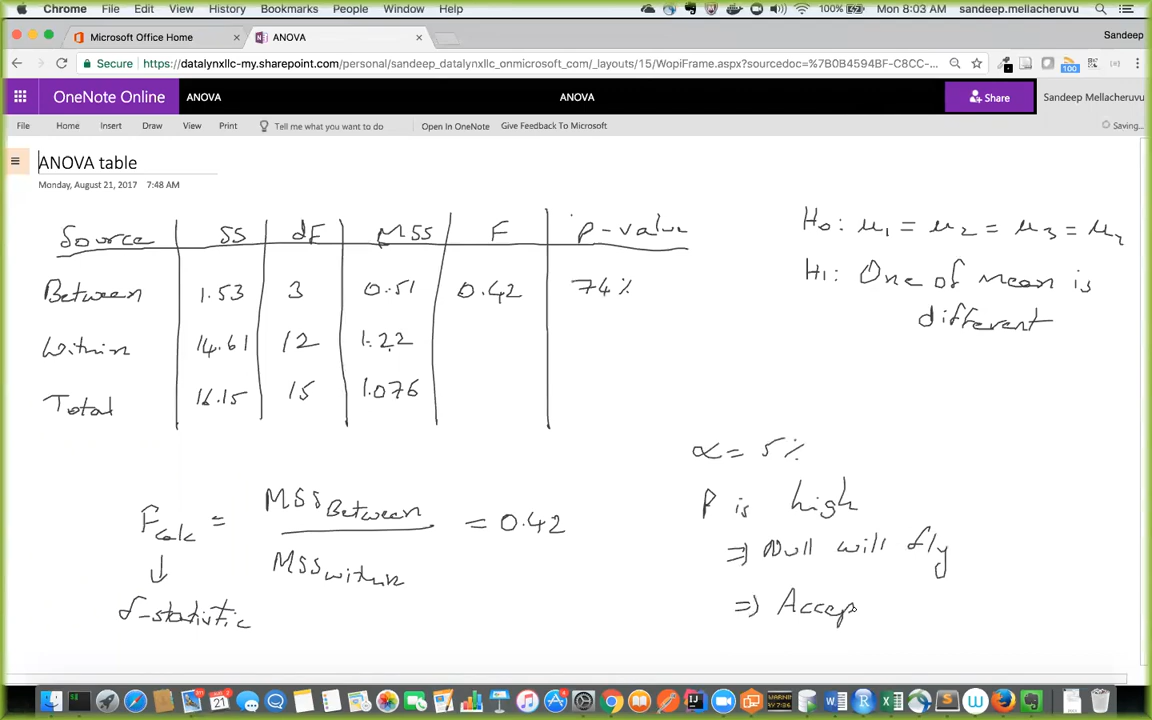 Chrome File Edit View History Bookmarks People Window Help 100% Mon 8:03 AM sandeep.mellacheruvu
Microsoft Office Home ANOVA Sandeep
Secure https://datalynxllc-my.sharepoint.com/personal/sandeep_datalynxllc_onmicrosoft_com/_layouts/15/WopiFrame.aspx?sourcedoc=%7B0B4594BF-C8CC-... 100
OneNote Online ANOVA ANOVA Share Sandeep Mellacheruvu
File Home Insert Draw View Print Tell me what you want to do Open In OneNote Give Feedback To Microsoft Saving...
ANOVA table
Monday, August 21, 2017 7:48 AM
Source SS dF MSS F P-value
Between 1.53 3 0.51 0.42 74%
Within 14.61 12 1.22
Total 16.15 15 1.076
H0: μ1 = μ2 = μ3 = μ4
H1: One of mean is
different
Fcalc = MSS Between / MSS within = 0.42
↓
f-statistic
α = 5%
P is high
⇒ Null will fly
⇒ Accep